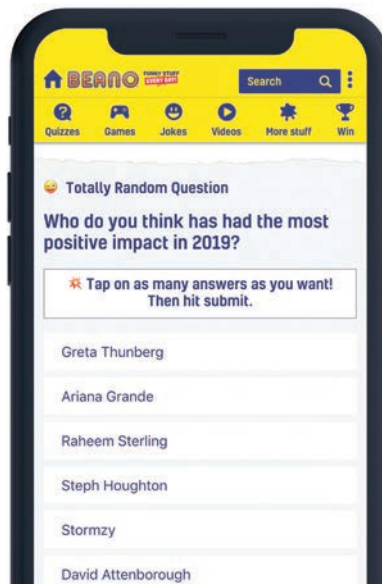 BEANO FUNNY STUFF
EVERY DAY!
Search
Quizzes Games Jokes Videos More stuff Win
Totally Random Question
Who do you think has had the most
positive impact in 2019?
Tap on as many answers as you want!
Then hit submit.
Greta Thunberg
Ariana Grande
Raheem Sterling
Steph Houghton
Stormzy
David Attenborough